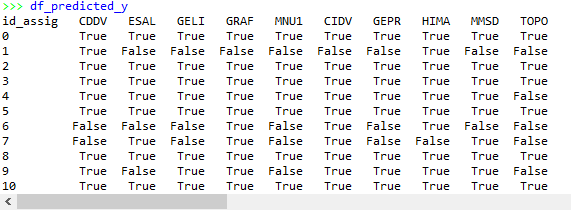 >>> df_predicted_y
id_assig CDDV ESAL GELI GRAF MNU1 CIDV GEPR HIMA MMSD TOPO
0 True True True True True True True True True True
1 True False False False False False False False False False
2 True True True True True True True True True True
3 True True True True True True True True True True
4 True True True True True True True True True False
5 True True True True True True True True True True
6 False False False True False False False True False False
7 False True False True True True False False True False
8 True True True True True True True True True True
9 True False True True False True True True True False
10 True True True True True True True True True True